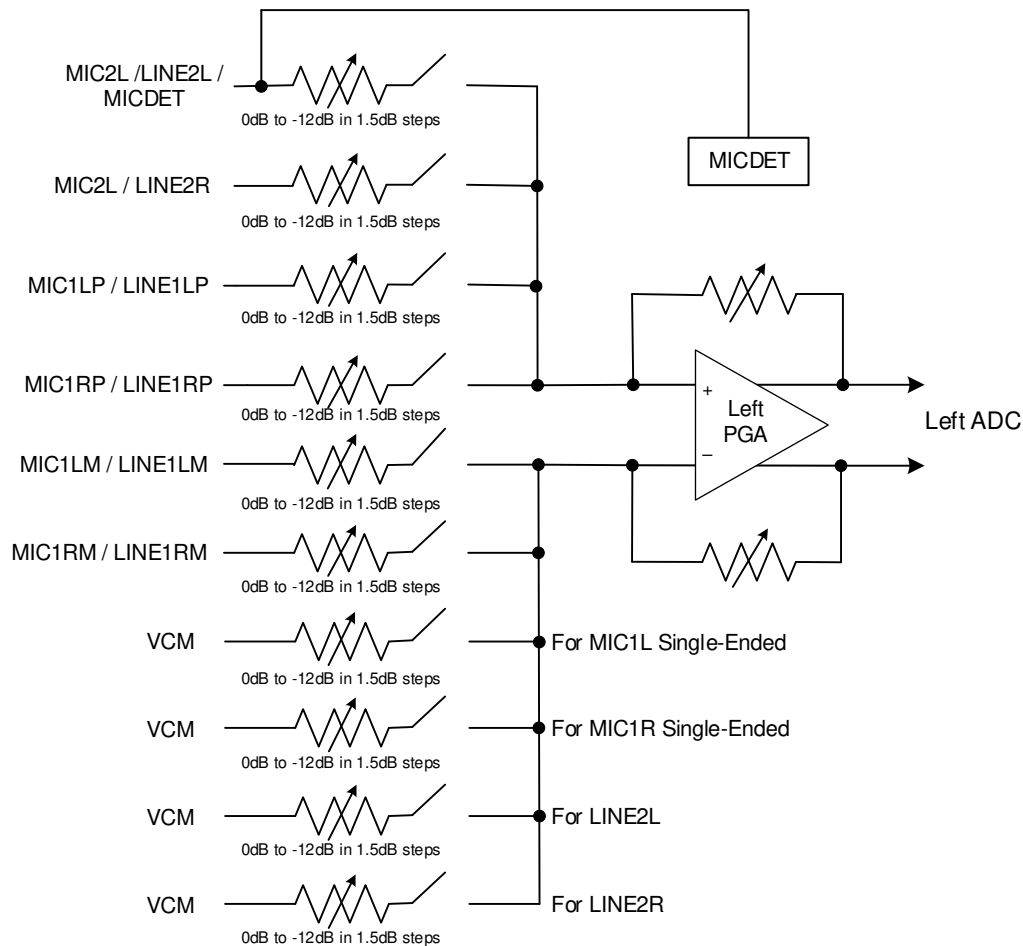 MIC2L /LINE2L /
MICDET
0dB to -12dB in 1.5dB steps
MICDET
MIC2L / LINE2R
0dB to -12dB in 1.5dB steps
MIC1LP / LINE1LP
0dB to -12dB in 1.5dB steps
MIC1RP / LINE1RP
0dB to -12dB in 1.5dB steps
+
Left
PGA
–
Left ADC
MIC1LM / LINE1LM
0dB to -12dB in 1.5dB steps
MIC1RM / LINE1RM
0dB to -12dB in 1.5dB steps
VCM
For MIC1L Single-Ended
0dB to -12dB in 1.5dB steps
VCM
For MIC1R Single-Ended
0dB to -12dB in 1.5dB steps
VCM
For LINE2L
0dB to -12dB in 1.5dB steps
VCM
For LINE2R
0dB to -12dB in 1.5dB steps